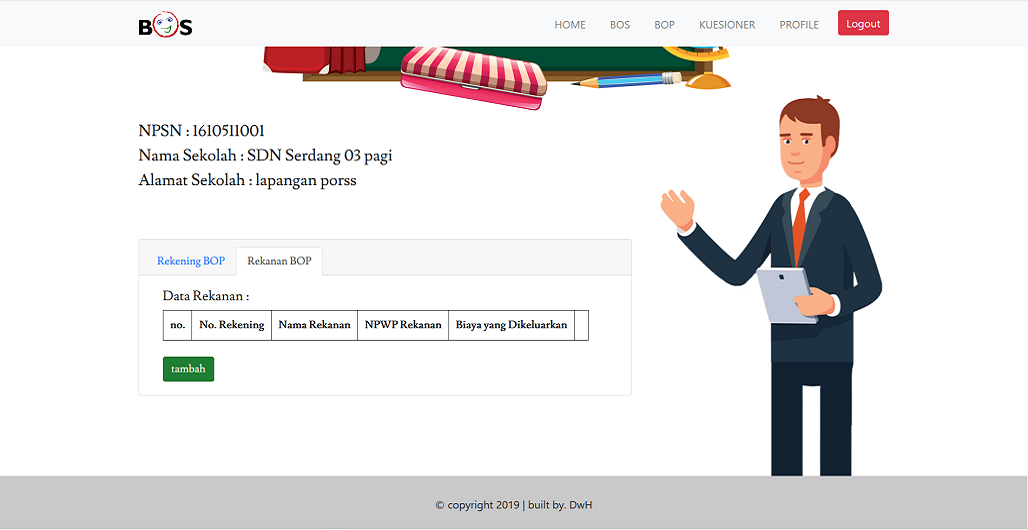 BOS
HOME BOS BOP KUESIONER PROFILE Logout
NPSN : 1610511001
Nama Sekolah : SDN Serdang 03 pagi
Alamat Sekolah : lapangan porss
Rekening BOP Rekanan BOP
Data Rekanan :
no. No. Rekening Nama Rekanan NPWP Rekanan Biaya yang Dikeluarkan
tambah
© copyright 2019 | built by. DwH